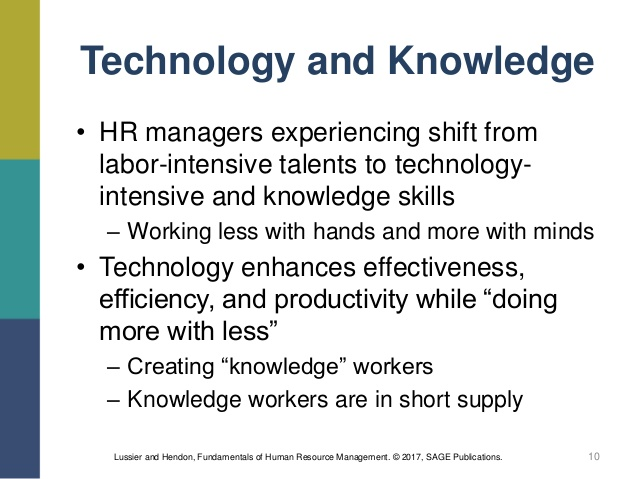 Technology and Knowledge
• HR managers experiencing shift from
labor-intensive talents to technology-
intensive and knowledge skills
– Working less with hands and more with minds
• Technology enhances effectiveness,
efficiency, and productivity while “doing
more with less”
– Creating “knowledge” workers
– Knowledge workers are in short supply
Lussier and Hendon, Fundamentals of Human Resource Management. © 2017, SAGE Publications.
10